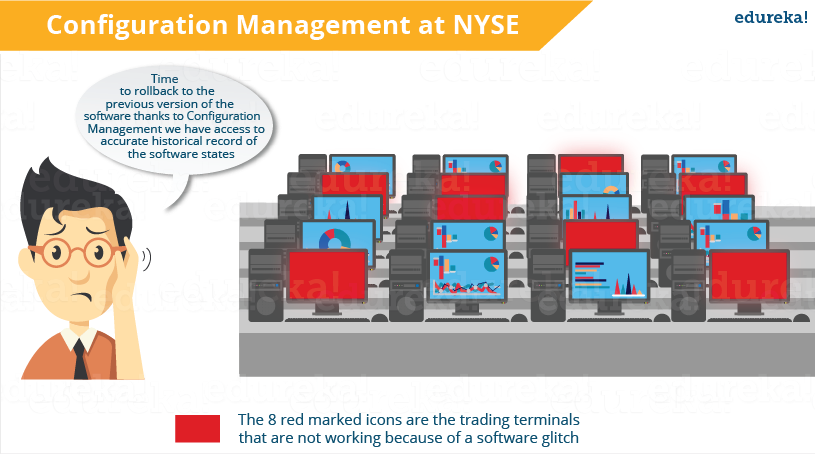 Configuration Management at NYSE
edureka!
Time
to rollback to the
previous version of the
software thanks to Configuration
Management we have access to
accurate historical record of
the software states
The 8 red marked icons are the trading terminals
that are not working because of a software glitch